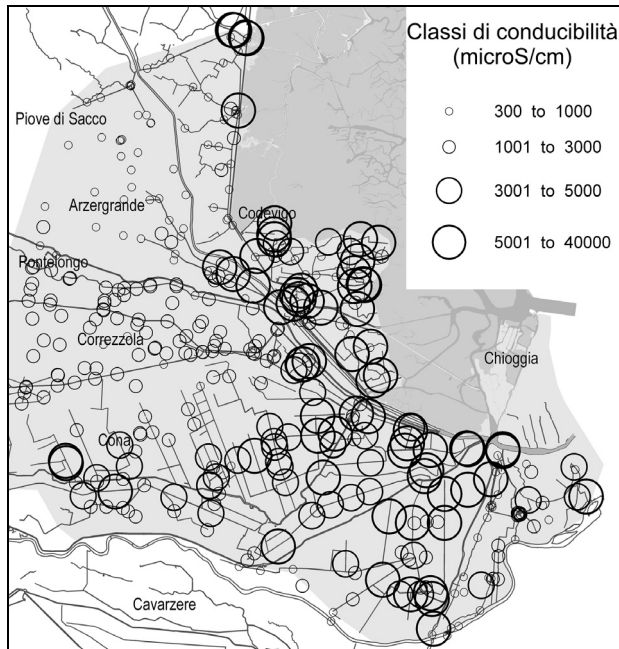 Classi di conducibilità
(microS/cm)
300 to 1000
1001 to 3000
3001 to 5000
5001 to 40000
Piove di Sacco
Arzergrande
Codevigo
Pontelongo
Correzzola
Chioggia
Cona
Cavarzere